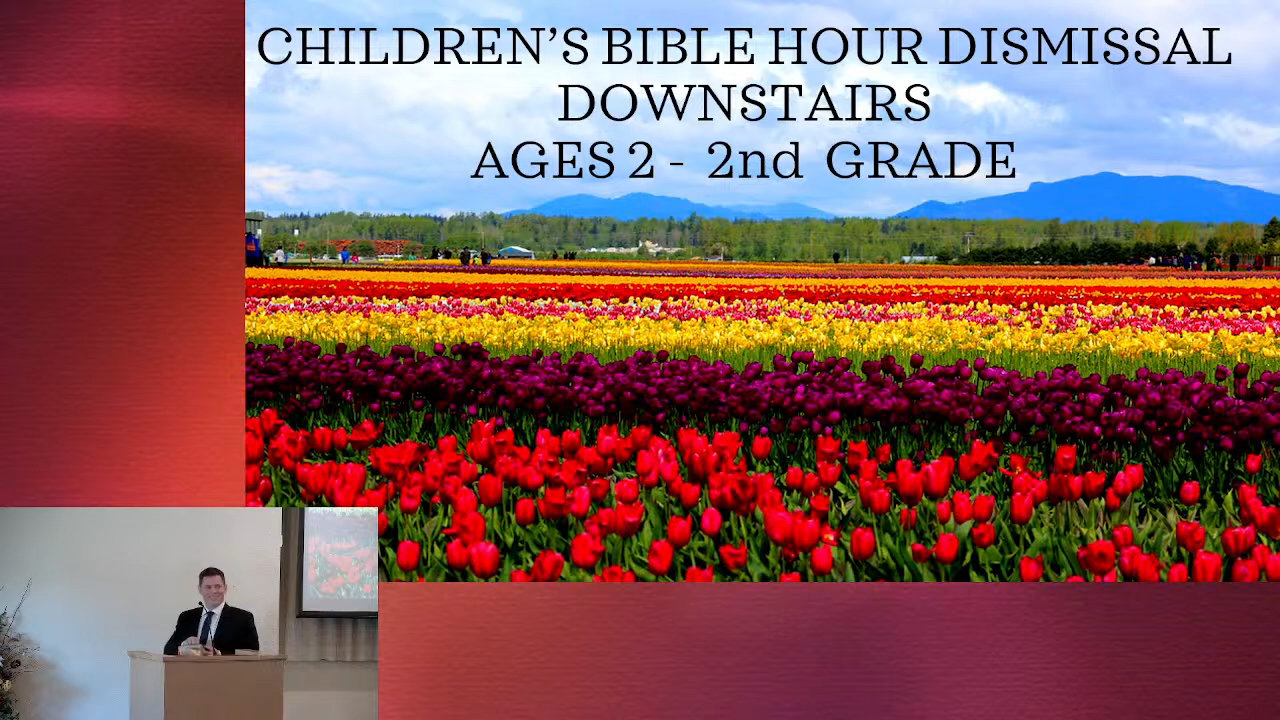 CHILDREN’S BIBLE HOUR DISMISSAL
DOWNSTAIRS
AGES 2 - 2nd GRADE